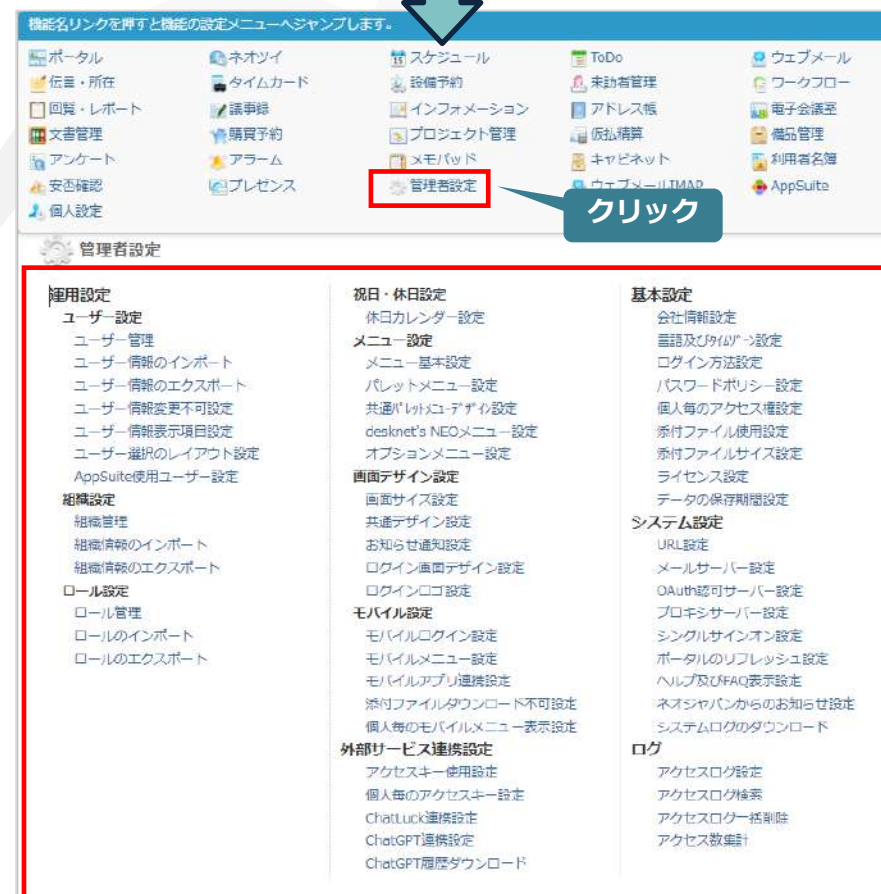 機能名リンクを押すと機能の設定メニューへジャンプします。
ポータル ネオツイ スケジュール ToDo ウェブメール
伝言・所在 タイムカード 設備予約 来訪者管理 ワークフロー
回覧・レポート 議事録 インフォメーション アドレス帳 電子会議室
文書管理 購買予約 プロジェクト管理 仮払精算 備品管理
アンケート アラーム メモパッド キャビネット 利用者名簿
安否確認 プレゼンス 管理者設定 ウェブメールIMAP AppSuite
個人設定
クリック
管理者設定
運用設定
ユーザー設定
ユーザー管理
ユーザー情報のインポート
ユーザー情報のエクスポート
ユーザー情報変更不可設定
ユーザー情報表示項目設定
ユーザー選択のレイアウト設定
AppSuite使用ユーザー設定
組織設定
組織管理
組織情報のインポート
組織情報のエクスポート
ロール設定
ロール管理
ロールのインポート
ロールのエクスポート
祝日・休日設定
休日カレンダー設定
メニュー設定
メニュー基本設定
パレットメニュー設定
共通パレットメニューデザイン設定
desknet's NEOメニュー設定
オプションメニュー設定
画面デザイン設定
画面サイズ設定
共通デザイン設定
お知らせ通知設定
ログイン画面デザイン設定
ログインロゴ設定
モバイル設定
モバイルログイン設定
モバイルメニュー設定
モバイルアプリ連携設定
添付ファイルダウンロード不可設定
個人毎のモバイルメニュー表示設定
外部サービス連携設定
アクセスキー使用設定
個人毎のアクセスキー設定
ChatLuck連携設定
ChatGPT連携設定
ChatGPT履歴ダウンロード
基本設定
会社情報設定
言語及びタイムゾーン設定
ログイン方法設定
パスワードポリシー設定
個人毎のアクセス権設定
添付ファイル使用設定
添付ファイルサイズ設定
ライセンス設定
データの保存期間設定
システム設定
URL設定
メールサーバー設定
OAuth認可サーバー設定
プロキシサーバー設定
シングルサインオン設定
ポータルのリフレッシュ設定
ヘルプ及びFAQ表示設定
ネオジャパンからのお知らせ設定
システムログのダウンロード
ログ
アクセスログ設定
アクセスログ検索
アクセスログ一括削除
アクセス数集計